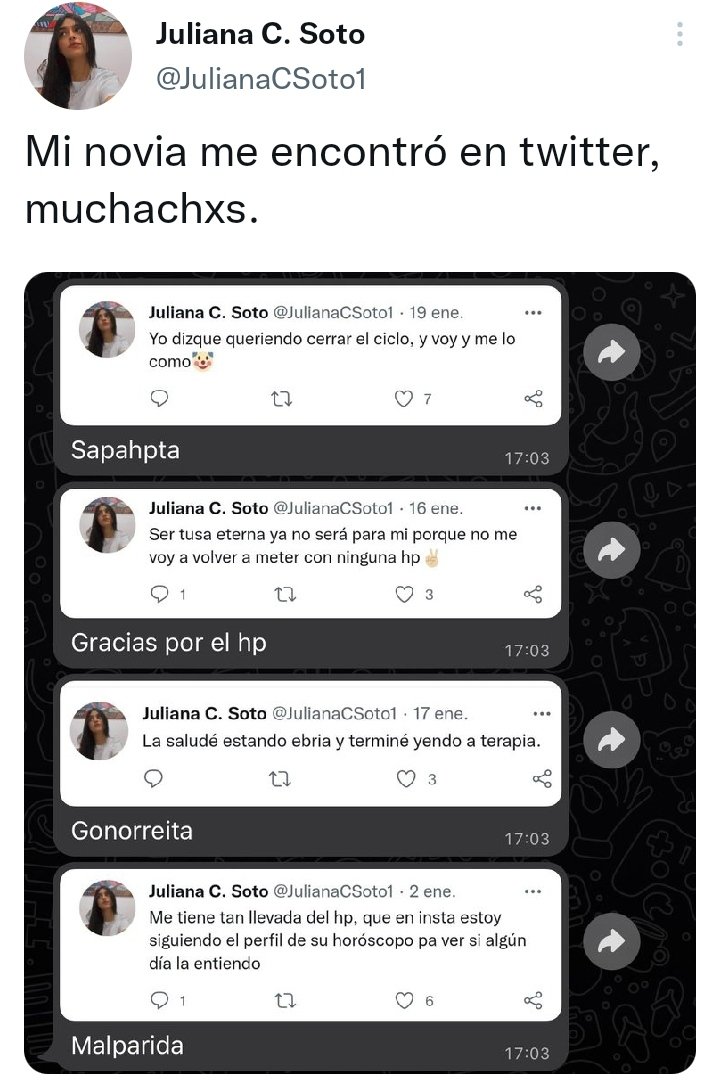 Juliana C. Soto
@JulianaCSoto1
Mi novia me encontró en twitter,
muchachxs.
Juliana C. Soto @JulianaCSoto1 · 19 ene.
Yo dizque queriendo cerrar el ciclo, y voy y me lo
como🤡
7
Sapahpta
17:03
Juliana C. Soto @JulianaCSoto1 · 16 ene.
Ser tusa eterna ya no será para mi porque no me
voy a volver a meter con ninguna hp✌🏼
1 3
Gracias por el hp
17:03
Juliana C. Soto @JulianaCSoto1 · 17 ene.
La saludé estando ebria y terminé yendo a terapia.
3
Gonorreita
17:03
Juliana C. Soto @JulianaCSoto1 · 2 ene.
Me tiene tan llevada del hp, que en insta estoy
siguiendo el perfil de su horóscopo pa ver si algún
día la entiendo
1 6
Malparida
17:03